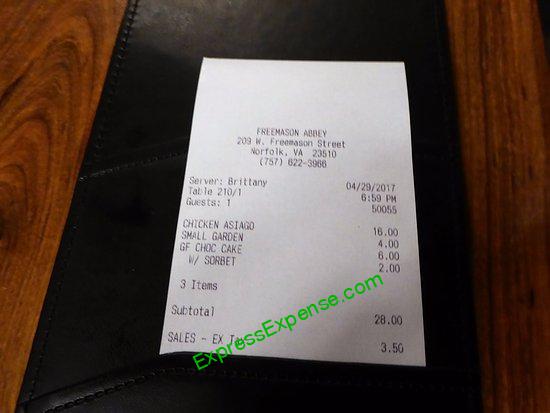 FREEMASON ABBEY
209 W. Freemason Street
Norfolk, VA 23510
(757) 622-3966
Server: Brittany 04/29/2017
Table 210/1 6:59 PM
Guests: 1 50055
CHICKEN ASIAGO 16.00
SMALL GARDEN 4.00
GF CHOC CAKE 6.00
W/ SORBET 2.00
3 Items
Subtotal 28.00
SALES - EX 3.50
ExpressExpense.com